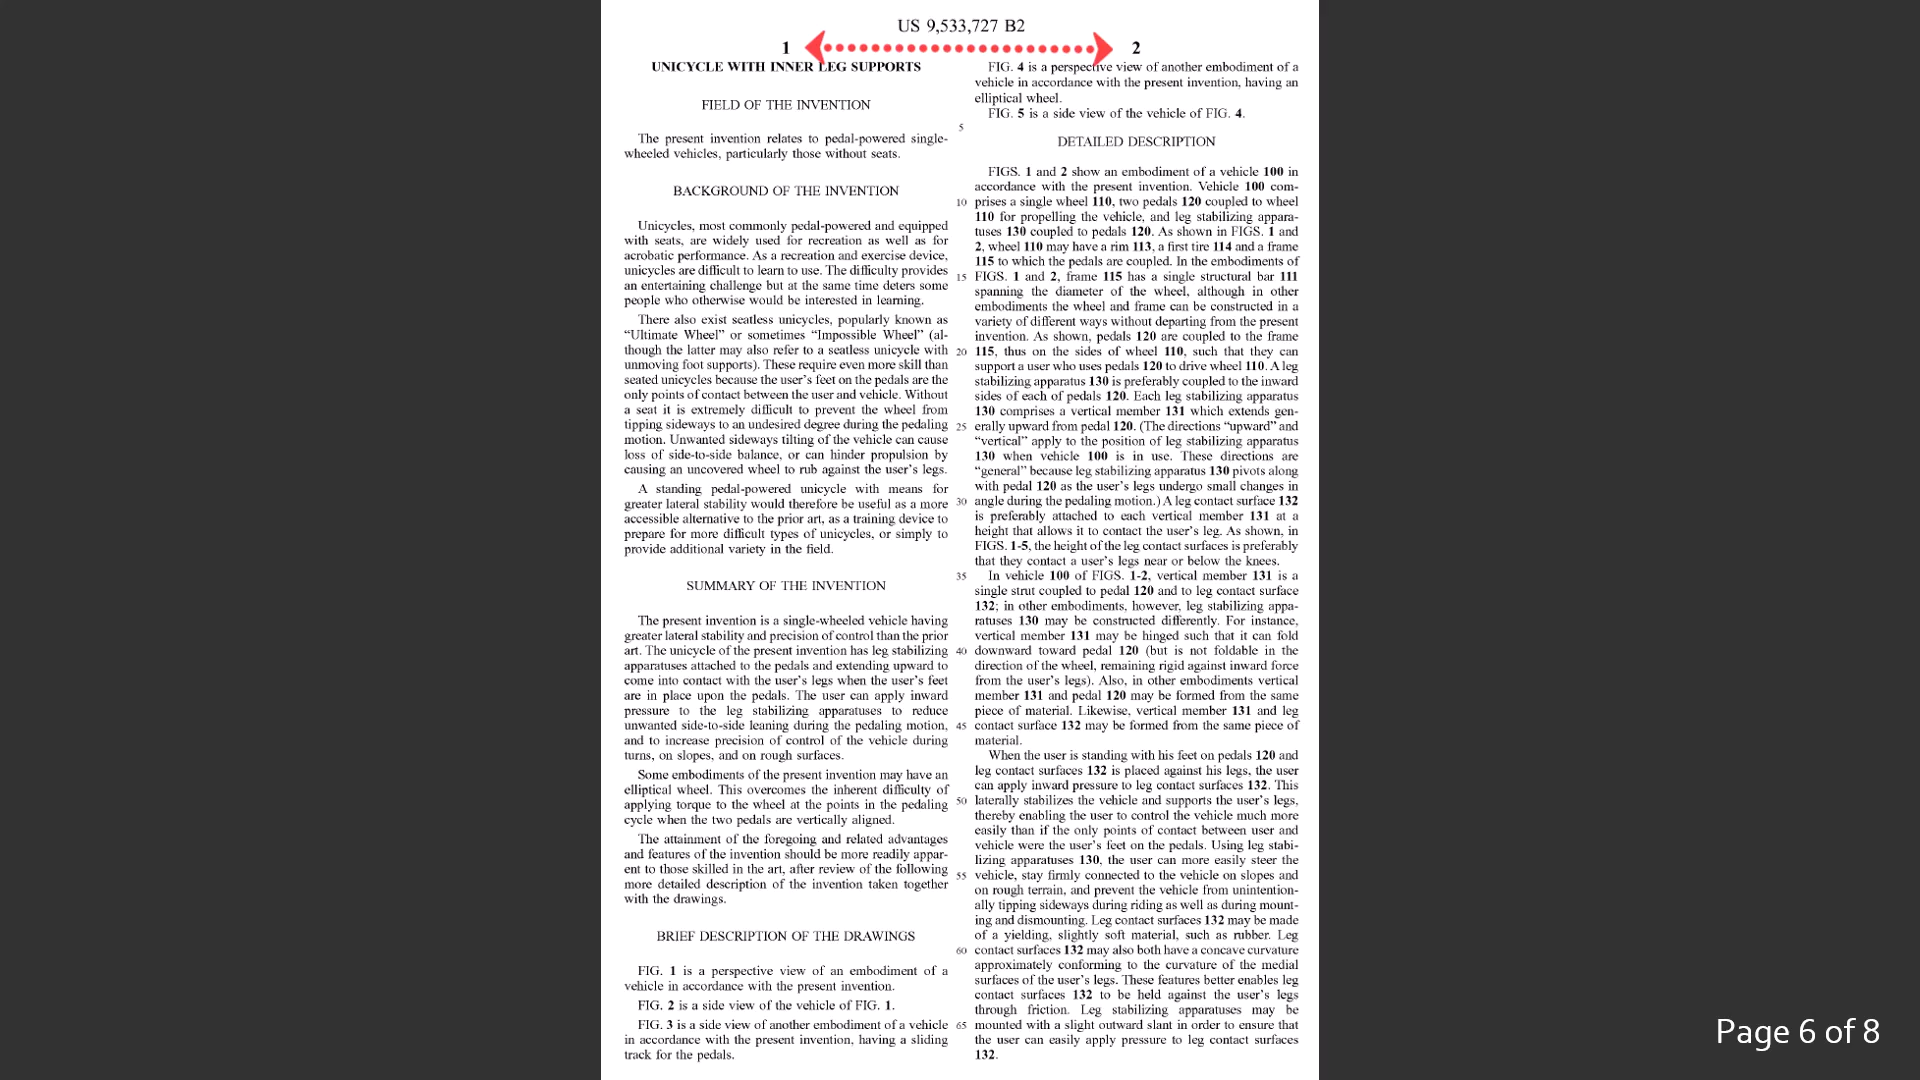 US 9,533,727 B2
1
2
UNICYCLE WITH INNER LEG SUPPORTS
FIELD OF THE INVENTION
The present invention relates to pedal-powered single-
wheeled vehicles, particularly those without seats.
BACKGROUND OF THE INVENTION
Unicycles, most commonly pedal-powered and equipped
with seats, are widely used for recreation as well as for
acrobatic performance. As a recreation and exercise device,
unicycles are difficult to learn to use. The difficulty provides
an entertaining challenge but at the same time deters some
people who otherwise would be interested in learning.
There also exist seatless unicycles, popularly known as
“Ultimate Wheel” or sometimes “Impossible Wheel” (al-
though the latter may also refer to a seatless unicycle with
unmoving foot supports). These require even more skill than
seated unicycles because the user's feet on the pedals are the
only points of contact between the user and vehicle. Without
a seat it is extremely difficult to prevent the wheel from
tipping sideways to an undesired degree during the pedaling
motion. Unwanted sideways tilting of the vehicle can cause
loss of side-to-side balance, or can hinder propulsion by
causing an uncovered wheel to rub against the user's legs.
A standing pedal-powered unicycle with means for
greater lateral stability would therefore be useful as a more
accessible alternative to the prior art, as a training device to
prepare for more difficult types of unicycles, or simply to
provide additional variety in the field.
SUMMARY OF THE INVENTION
The present invention is a single-wheeled vehicle having
greater lateral stability and precision of control than the prior
art. The unicycle of the present invention has leg stabilizing
apparatuses attached to the pedals and extending upward to
come into contact with the user's legs when the user's feet
are in place upon the pedals. The user can apply inward
pressure to the leg stabilizing apparatuses to reduce
unwanted side-to-side leaning during the pedaling motion,
and to increase precision of control of the vehicle during
turns, on slopes, and on rough surfaces.
Some embodiments of the present invention may have an
elliptical wheel. This overcomes the inherent difficulty of
applying torque to the wheel at the points in the pedaling
cycle when the two pedals are vertically aligned.
The attainment of the foregoing and related advantages
and features of the invention should be more readily appar-
ent to those skilled in the art, after review of the following
more detailed description of the invention taken together
with the drawings.
BRIEF DESCRIPTION OF THE DRAWINGS
FIG. 1 is a perspective view of an embodiment of a
vehicle in accordance with the present invention.
FIG. 2 is a side view of the vehicle of FIG. 1.
FIG. 3 is a side view of another embodiment of a vehicle
in accordance with the present invention, having a sliding
track for the pedals.
5
10
15
20
25
30
35
40
45
50
55
60
65
FIG. 4 is a perspective view of another embodiment of a
vehicle in accordance with the present invention, having an
elliptical wheel.
FIG. 5 is a side view of the vehicle of FIG. 4.
DETAILED DESCRIPTION
FIGS. 1 and 2 show an embodiment of a vehicle 100 in
accordance with the present invention. Vehicle 100 com-
prises a single wheel 110, two pedals 120 coupled to wheel
110 for propelling the vehicle, and leg stabilizing appara-
tuses 130 coupled to pedals 120. As shown in FIGS. 1 and
2, wheel 110 may have a rim 113, a first tire 114 and a frame
115 to which the pedals are coupled. In the embodiments of
FIGS. 1 and 2, frame 115 has a single structural bar 111
spanning the diameter of the wheel, although in other
embodiments the wheel and frame can be constructed in a
variety of different ways without departing from the present
invention. As shown, pedals 120 are coupled to the frame
115, thus on the sides of wheel 110, such that they can
support a user who uses pedals 120 to drive wheel 110. A leg
stabilizing apparatus 130 is preferably coupled to the inward
sides of each of pedals 120. Each leg stabilizing apparatus
130 comprises a vertical member 131 which extends gen-
erally upward from pedal 120. (The directions “upward” and
“vertical” apply to the position of leg stabilizing apparatus
130 when vehicle 100 is in use. These directions are
“general” because leg stabilizing apparatus 130 pivots along
with pedal 120 as the user's legs undergo small changes in
angle during the pedaling motion.) A leg contact surface 132
is preferably attached to each vertical member 131 at a
height that allows it to contact the user's leg. As shown, in
FIGS. 1-5, the height of the leg contact surfaces is preferably
that they contact a user's legs near or below the knees.
In vehicle 100 of FIGS. 1-2, vertical member 131 is a
single strut coupled to pedal 120 and to leg contact surface
132; in other embodiments, however, leg stabilizing appa-
ratuses 130 may be constructed differently. For instance,
vertical member 131 may be hinged such that it can fold
downward toward pedal 120 (but is not foldable in the
direction of the wheel, remaining rigid against inward force
from the user's legs). Also, in other embodiments vertical
member 131 and pedal 120 may be formed from the same
piece of material. Likewise, vertical member 131 and leg
contact surface 132 may be formed from the same piece of
material.
When the user is standing with his feet on pedals 120 and
leg contact surfaces 132 is placed against his legs, the user
can apply inward pressure to leg contact surfaces 132. This
laterally stabilizes the vehicle and supports the user's legs,
thereby enabling the user to control the vehicle much more
easily than if the only points of contact between user and
vehicle were the user's feet on the pedals. Using leg stabi-
lizing apparatuses 130, the user can more easily steer the
vehicle, stay firmly connected to the vehicle on slopes and
on rough terrain, and prevent the vehicle from unintention-
ally tipping sideways during riding as well as during mount-
ing and dismounting. Leg contact surfaces 132 may be made
of a yielding, slightly soft material, such as rubber. Leg
contact surfaces 132 may also both have a concave curvature
approximately conforming to the curvature of the medial
surfaces of the user's legs. These features better enables leg
contact surfaces 132 to be held against the user's legs
through friction. Leg stabilizing apparatuses may be
mounted with a slight outward slant in order to ensure that
the user can easily apply pressure to leg contact surfaces
132.
Page 6 of 8